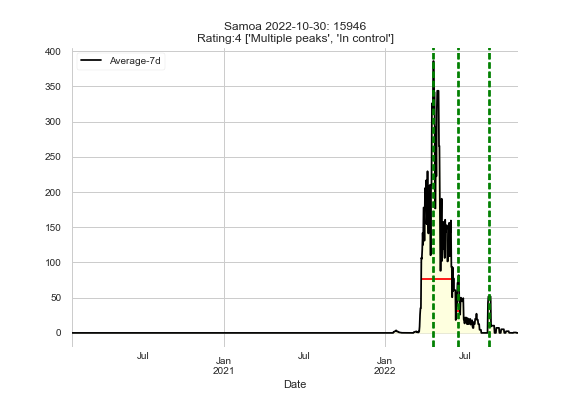 Samoa 2022-10-30: 15946
Rating:4 ['Multiple peaks', 'In control']
400
Average-7d
350
300
250
200
150
100
50
0
Jul
Jan
2021
Jul
Jan
2022
Jul
Date